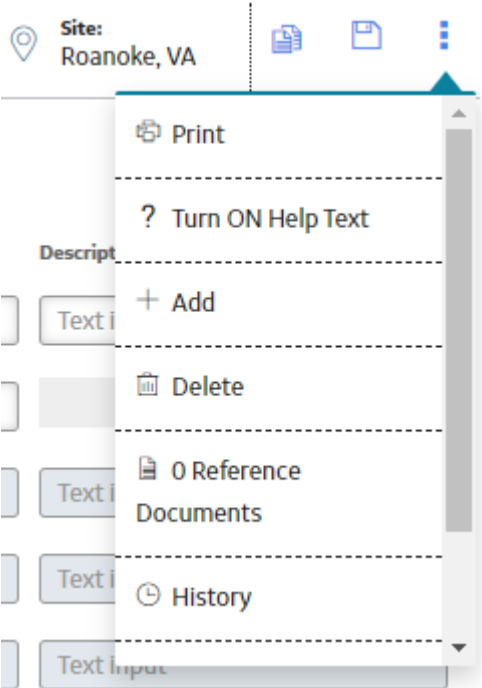 Site:
Roanoke, VA
Print
? Turn ON Help Text
Descript
Add
Text i
Delete
0 Reference
Documents
Text i
Text i
History
Text input